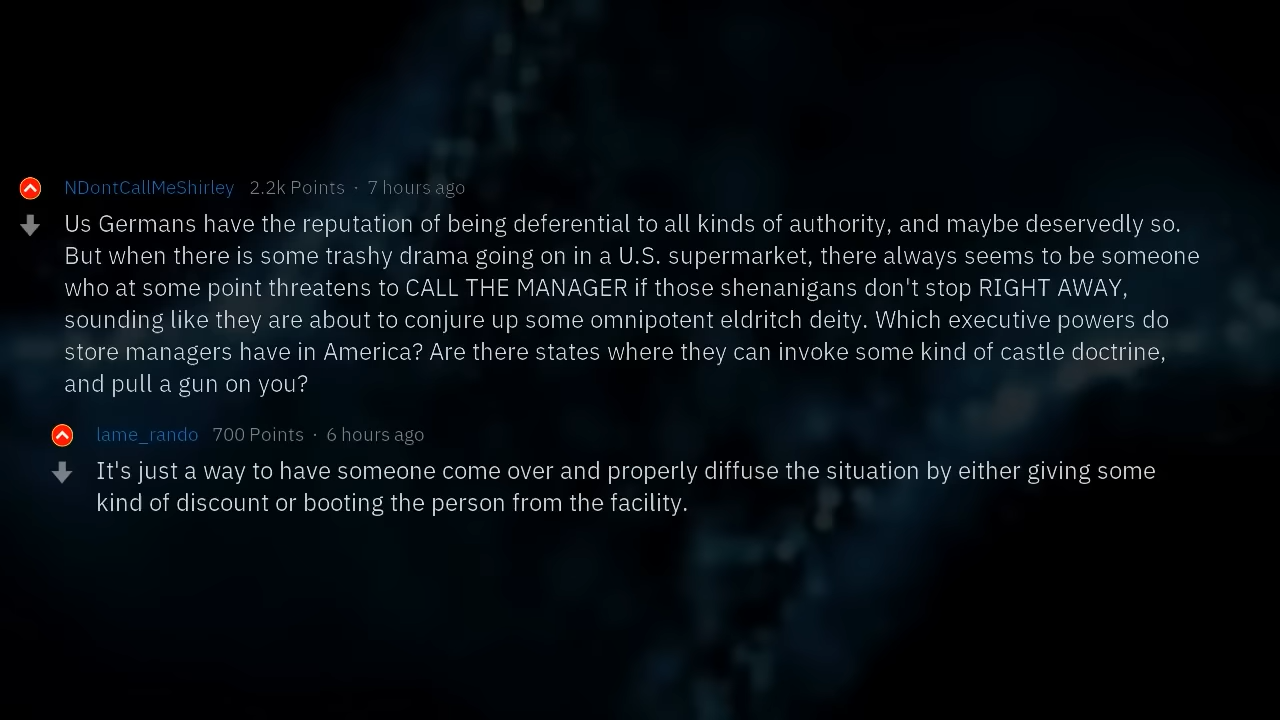 NDontCallMeShirley 2.2k Points · 7 hours ago
Us Germans have the reputation of being deferential to all kinds of authority, and maybe deservedly so.
But when there is some trashy drama going on in a U.S. supermarket, there always seems to be someone
who at some point threatens to CALL THE MANAGER if those shenanigans don't stop RIGHT AWAY,
sounding like they are about to conjure up some omnipotent eldritch deity. Which executive powers do
store managers have in America? Are there states where they can invoke some kind of castle doctrine,
and pull a gun on you?
lame_rando 700 Points · 6 hours ago
It's just a way to have someone come over and properly diffuse the situation by either giving some
kind of discount or booting the person from the facility.